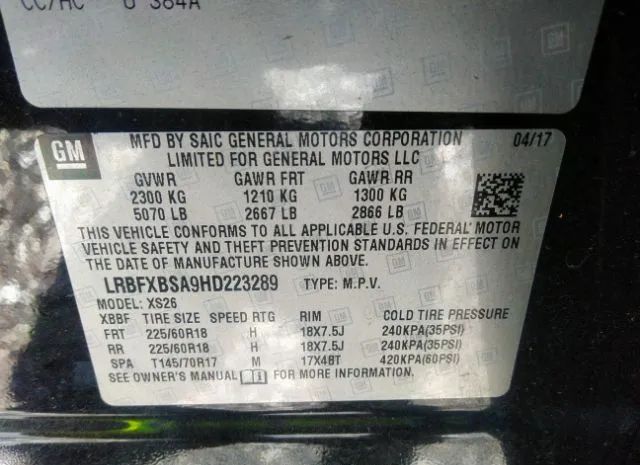 CC/HC U 384A
GM
MFD BY SAIC GENERAL MOTORS CORPORATION 04/17
LIMITED FOR GENERAL MOTORS LLC
GVWR GAWR FRT GAWR RR
2300 KG 1210 KG 1300 KG
5070 LB 2667 LB 2866 LB
THIS VEHICLE CONFORMS TO ALL APPLICABLE U.S. FEDERAL MOTOR
VEHICLE SAFETY AND THEFT PREVENTION STANDARDS IN EFFECT ON
THE DATE OF MANUFACTURE SHOWN ABOVE.
LRBFXBSA9HD223289 TYPE: M.P.V.
MODEL: XS26
XBBF TIRE SIZE SPEED RTG RIM COLD TIRE PRESSURE
FRT 225/60R18 H 18X7.5J 240KPA(35PSI)
RR 225/60R18 H 18X7.5J 240KPA(35PSI)
SPA T145/70R17 M 17X4BT 420KPA(60PSI)
SEE OWNER'S MANUAL FOR MORE INFORMATION.